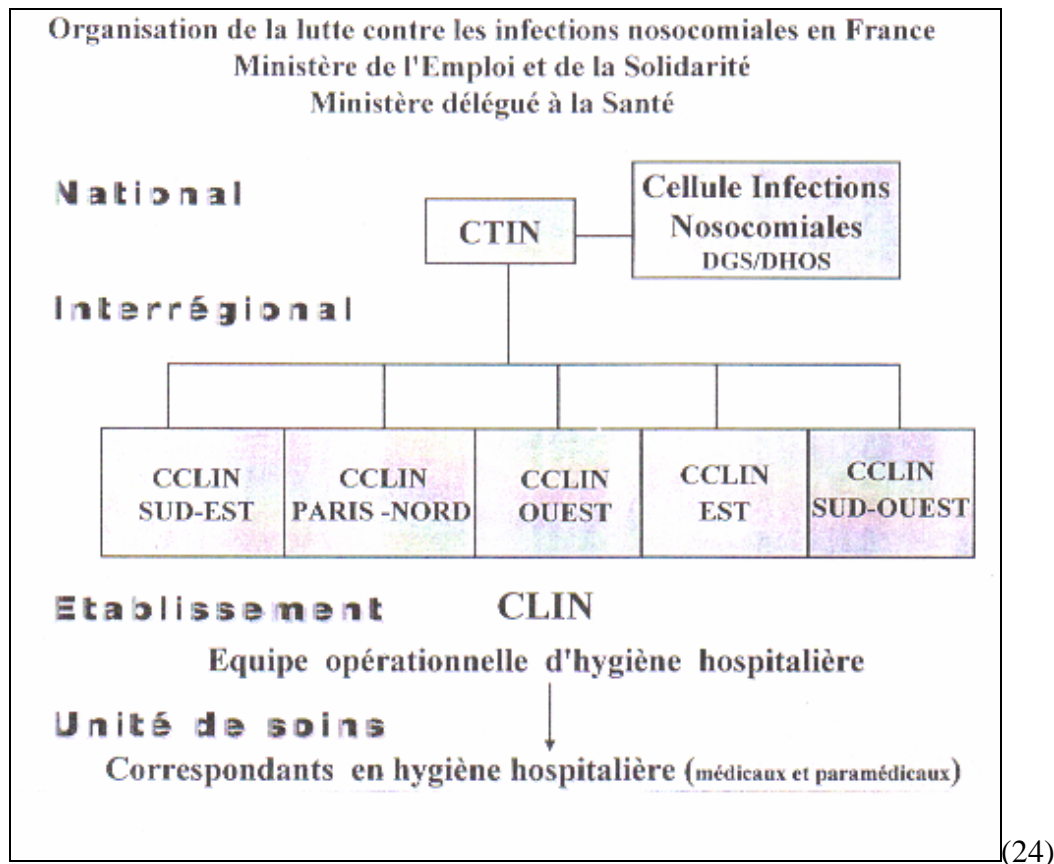 Organisation de la lutte contre les infections nosocomiales en France
Ministère de l'Emploi et de la Solidarité
Ministère délégué à la Santé
National
CTIN
Cellule Infections
Nosocomiales
DGS/DHOS
Interrégional
CCLIN
SUD-EST
CCLIN
PARIS -NORD
CCLIN
OUEST
CCLIN
EST
CCLIN
SUD-OUEST
Etablissement CLIN
Equipe opérationnelle d'hygiène hospitalière
Unité de soins
Correspondants en hygiène hospitalière (médicaux et paramédicaux)
(24)